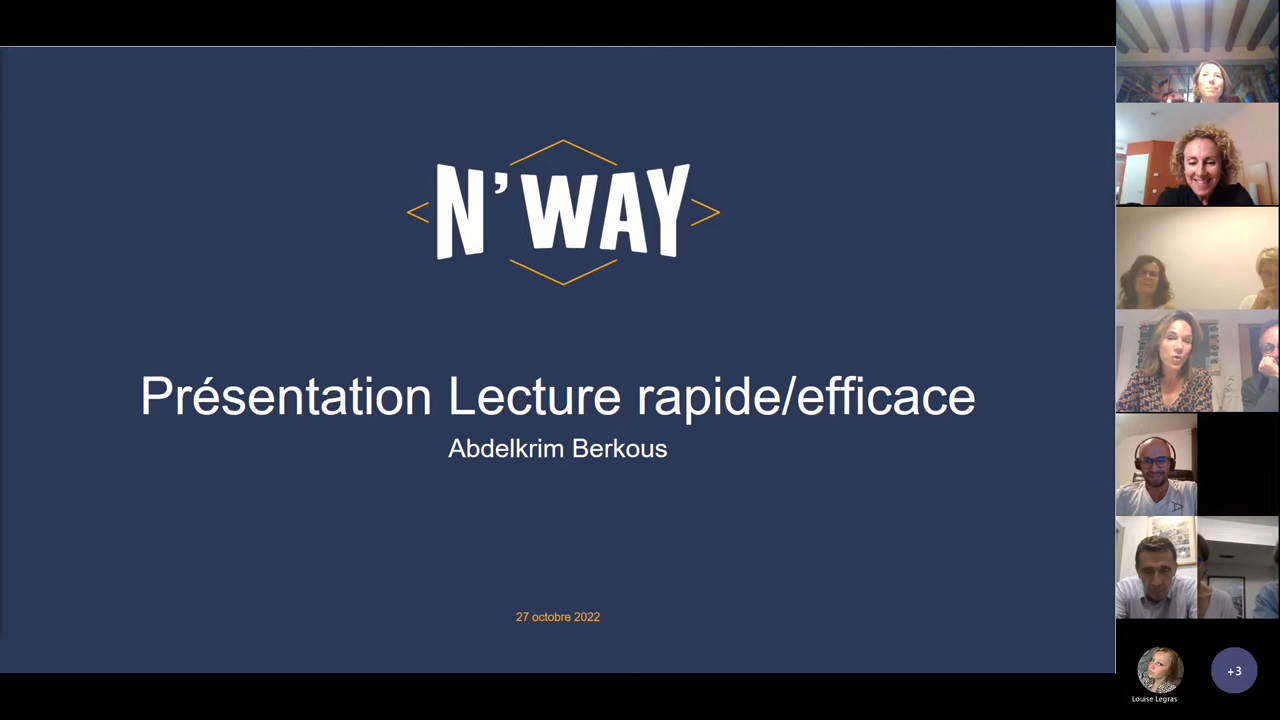 N'WAY
Présentation Lecture rapide/efficace
Abdelkrim Berkous
27 octobre 2022
+3
Louise Legras